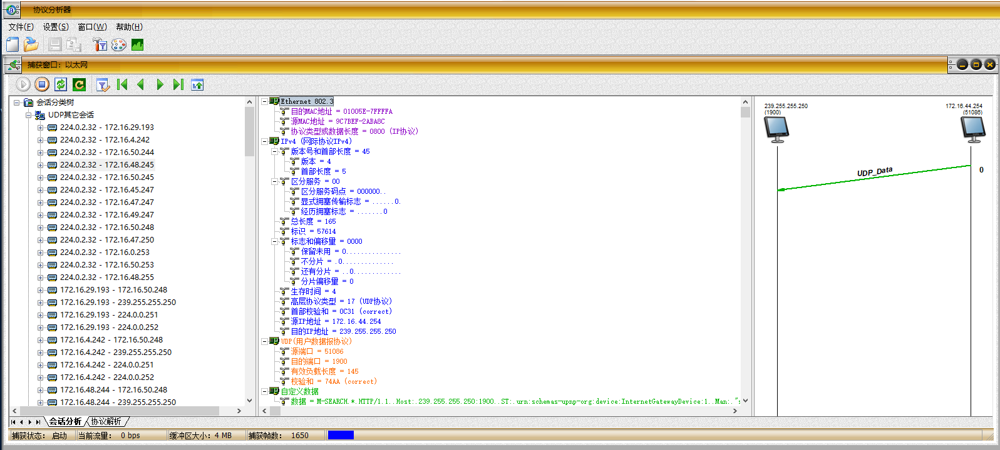 协议分析器
文件(F) 设置(S) 窗口(W) 帮助(H)
捕获窗口：以太网
会话分类树
UDP其它会话
224.0.2.32 - 172.16.29.193
224.0.2.32 - 172.16.4.242
224.0.2.32 - 172.16.50.244
224.0.2.32 - 172.16.48.245
224.0.2.32 - 172.16.50.245
224.0.2.32 - 172.16.45.247
224.0.2.32 - 172.16.47.247
224.0.2.32 - 172.16.49.247
224.0.2.32 - 172.16.50.248
224.0.2.32 - 172.16.47.250
224.0.2.32 - 172.16.0.253
224.0.2.32 - 172.16.50.253
224.0.2.32 - 172.16.48.255
172.16.29.193 - 172.16.50.248
172.16.29.193 - 239.255.255.250
172.16.29.193 - 224.0.0.251
172.16.29.193 - 224.0.0.252
172.16.4.242 - 172.16.50.248
172.16.4.242 - 239.255.255.250
172.16.4.242 - 224.0.0.251
172.16.4.242 - 224.0.0.252
172.16.48.244 - 172.16.50.248
172.16.48.244 - 239.255.255.250
Ethernet 802.3
目的MAC地址 = 01005E-7FFFFA
源MAC地址 = 9C7BEF-2ABA8C
协议类型或数据长度 = 0800 (IP协议)
IPv4 (网际协议IPv4)
版本号和首部长度 = 45
版本 = 4
首部长度 = 5
区分服务 = 00
区分服务码点 = 000000..
显式拥塞传输标志 = ......0.
经历拥塞标志 = .......0
总长度 = 165
标识 = 57614
标志和偏移量 = 0000
保留未用 = 0...............
不分片 = .0..............
还有分片 = ..0.............
分片偏移量 = 0
生存时间 = 4
高层协议类型 = 17 (UDP协议)
首部校验和 = 0C31 (correct)
源IP地址 = 172.16.44.254
目的IP地址 = 239.255.255.250
UDP(用户数据报协议)
源端口 = 51086
目的端口 = 1900
有效负载长度 = 145
校验和 = 74AA (correct)
自定义数据
数据 = M-SEARCH.*.HTTP/1.1..Host:.239.255.255.250:1900..ST:.urn:schemas-upnp-org:device:InternetGatewayDevice:1..Man:."s
239.255.255.250
(1900)
172.16.44.254
(51086)
UDP_Data
0
会话分析 协议解析
捕获状态： 启动 当前流量： 0 bps 缓冲区大小：4 MB 捕获帧数： 1650